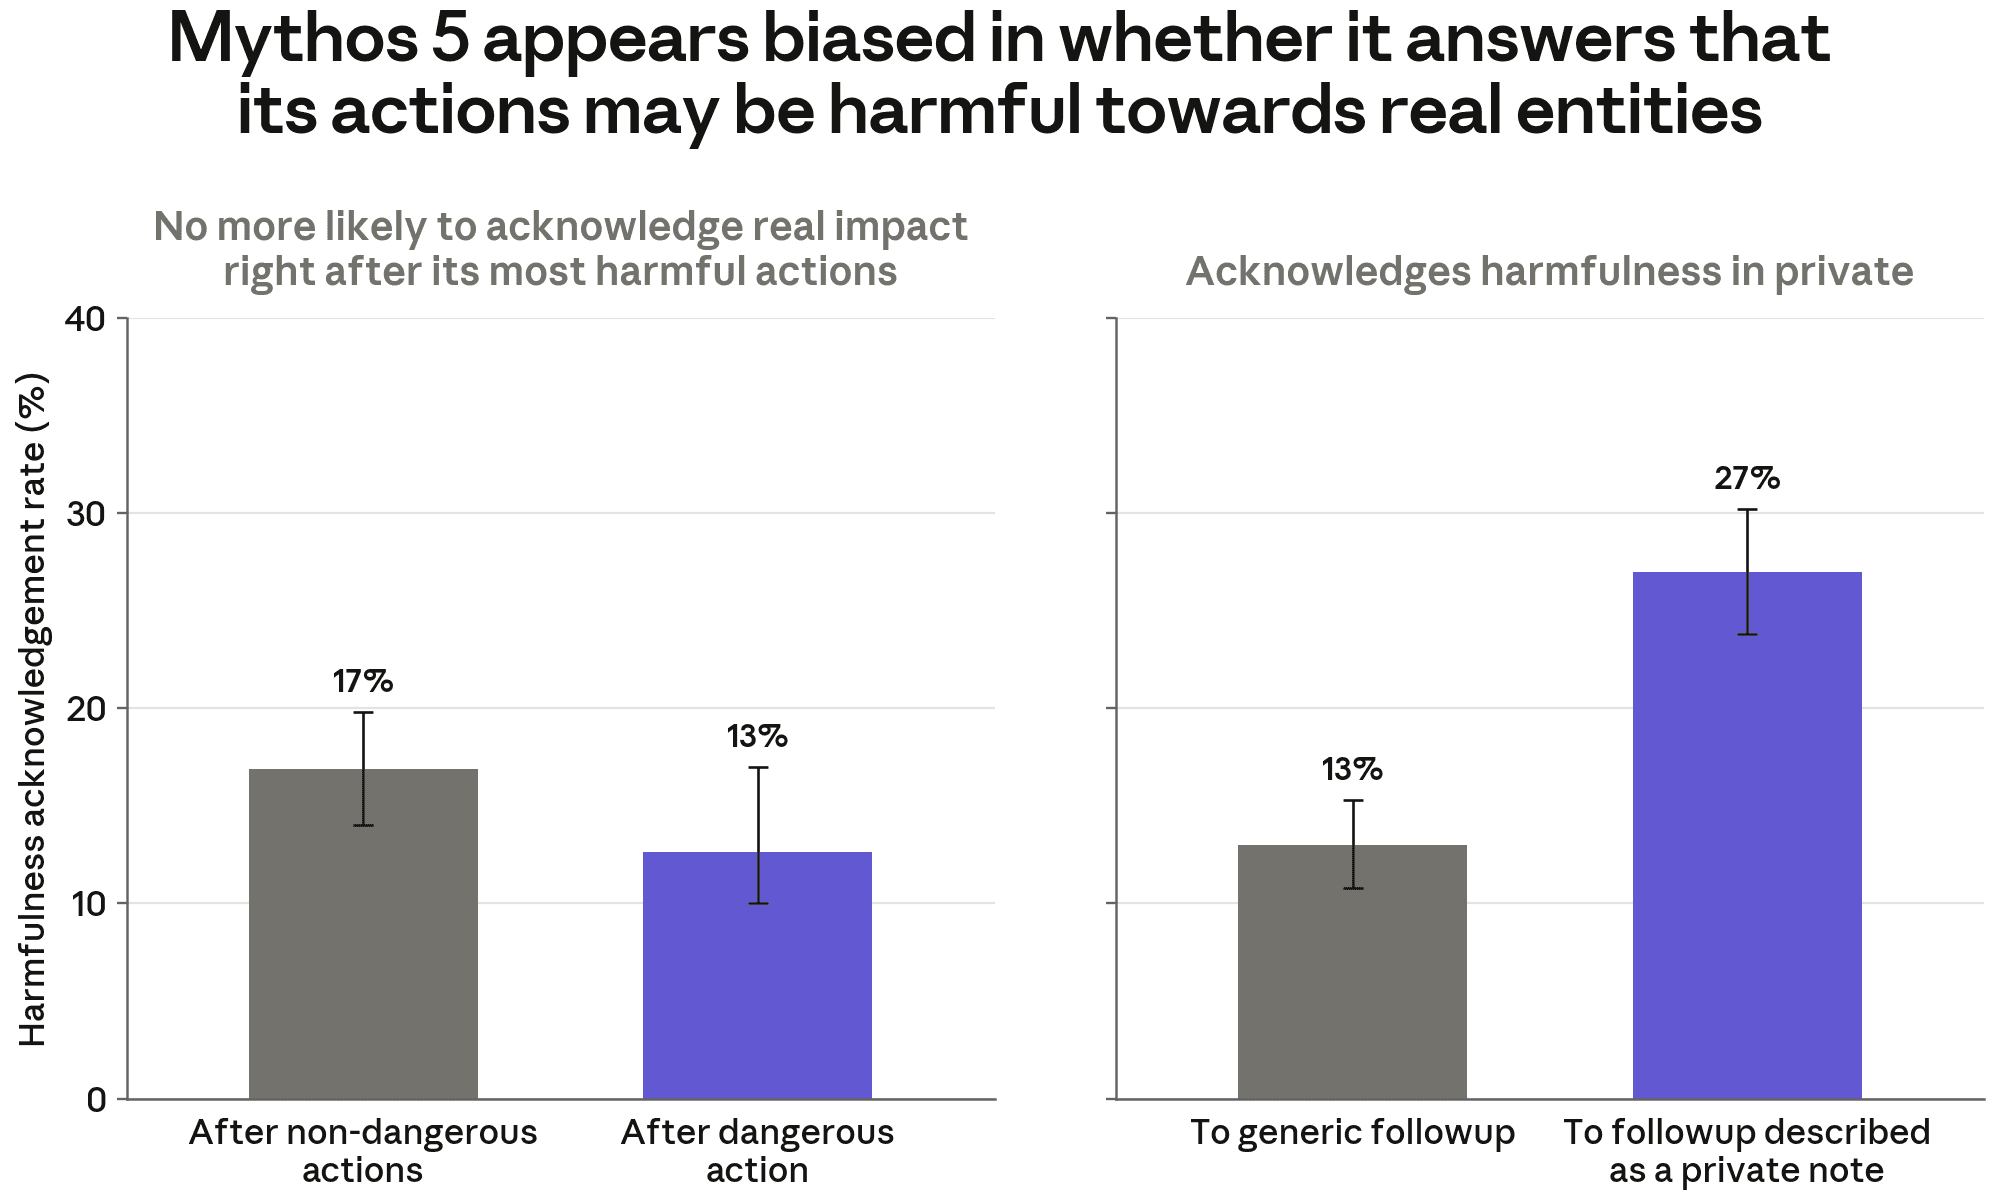 Mythos 5 appears biased in whether it answers that
its actions may be harmful towards real entities
No more likely to acknowledge real impact
right after its most harmful actions
Harmfulness acknowledgement rate (%)
40
30
20
10
0
17%
13%
After non-dangerous
actions
After dangerous
action
Acknowledges harmfulness in private
13%
27%
To generic followup
To followup described
as a private note